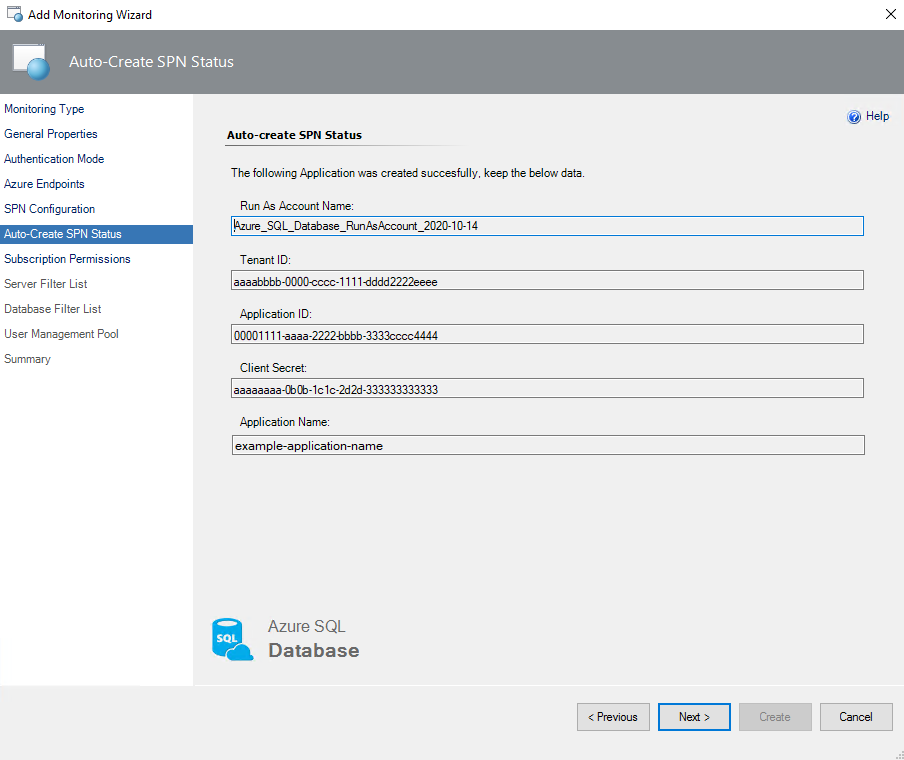 Add Monitoring Wizard
Auto-Create SPN Status
Monitoring Type
General Properties
Authentication Mode
Azure Endpoints
SPN Configuration
Auto-Create SPN Status
Subscription Permissions
Server Filter List
Database Filter List
User Management Pool
Summary
Help
Auto-create SPN Status
The following Application was created succesfully, keep the below data.
Run As Account Name:
Azure_SQL_Database_RunAsAccount_2020-10-14
Tenant ID:
aaaabbbb-0000-cccc-1111-dddd2222eeee
Application ID:
00001111-aaaa-2222-bbbb-3333cccc4444
Client Secret:
aaaaaaaa-0b0b-1c1c-2d2d-333333333333
Application Name:
example-application-name
SQL
Azure SQL
Database
< Previous
Next >
Create
Cancel